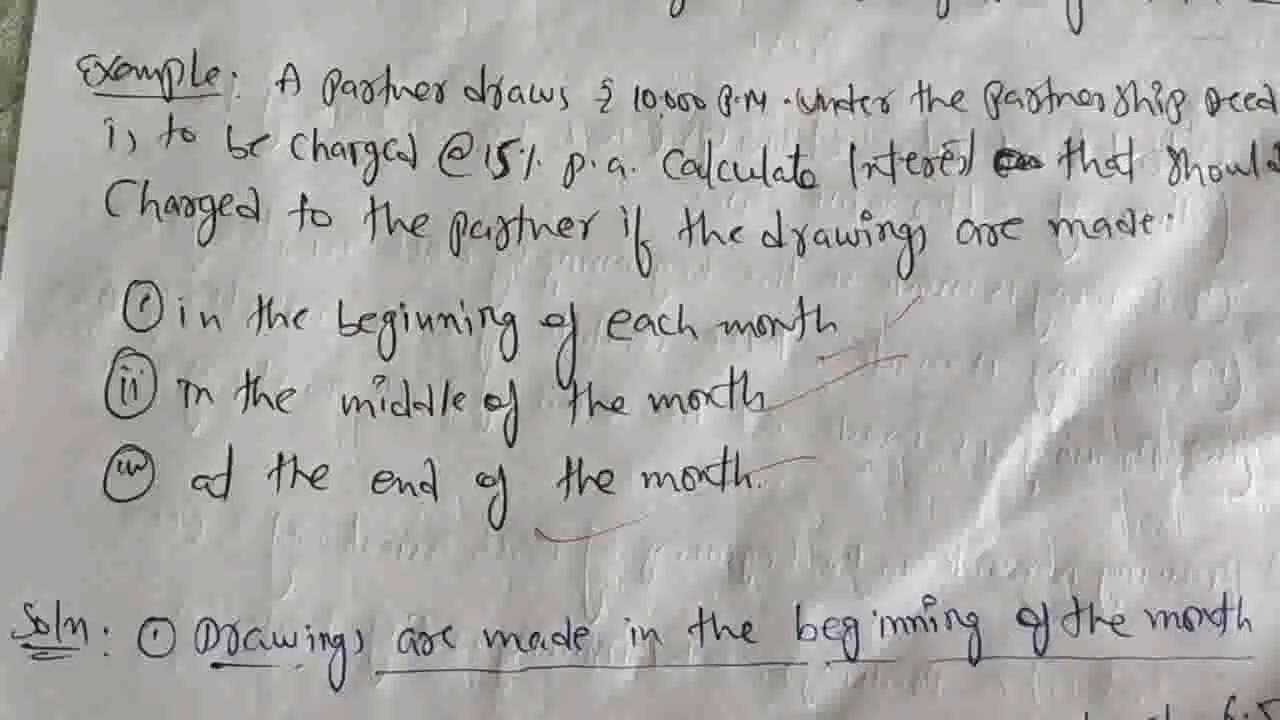 Example: A Partner draws ₹ 10,000 P.M. Under the Partnership Deed
is to be charged @ 15% p.a. Calculate Interest that should
Charged to the partner if the drawings are made:
(i) in the beginning of each month
(ii) in the middle of the month
(iii) at the end of the month.
Soln: (i) Drawings are made in the beginning of the month
6.5